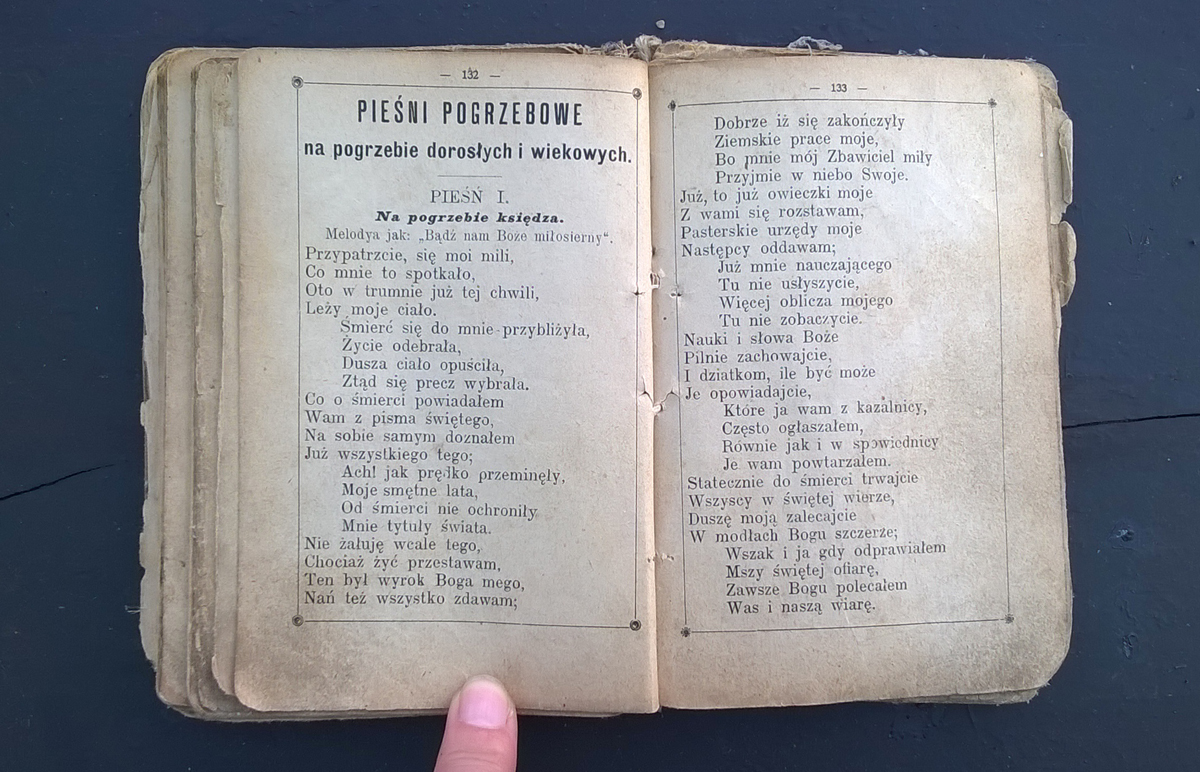 — 132 —
PIEŚNI POGRZEBOWE
na pogrzebie dorosłych i wiekowych.
PIEŚŃ I.
Na pogrzebie księdza.
Melodya jak: „Bądź nam Boże miłosierny“.
Przypatrzcie, się moi mili,
Co mnie to spotkało,
Oto w trumnie już tej chwili,
Leży moje ciało.
Śmierć się do mnie przybliżyła,
Życie odebrała,
Dusza ciało opuściła,
Ztąd się precz wybrała.
Co o śmierci powiadałem
Wam z pisma świętego,
Na sobie samym doznałem
Już wszystkiego tego;
Ach! jak prędko przeminęły,
Moje smętne lata,
Od śmierci nie ochroniły
Mnie tytuły świata.
Nie żałuję wcale tego,
Chociaż żyć przestawam,
Ten był wyrok Boga mego,
Nań też wszystko zdawam;
— 133 —
Dobrze iż się zakończyły
Ziemskie prace moje,
Bo mnie mój Zbawiciel miły
Przyjmie w niebo Swoje.
Już, to już owieczki moje
Z wami się rozstawam,
Pasterskie urzędy moje
Następcy oddawam;
Już mnie nauczającego
Tu nie usłyszycie,
Więcej oblicza mojego
Tu nie zobaczycie.
Nauki i słowa Boże
Pilnie zachowajcie,
I dziatkom, ile być może
Je opowiadajcie,
Które ja wam z kazalnicy,
Często ogłaszałem,
Równie jak i w spowiednicy
Je wam powtarzałem.
Statecznie do śmierci trwajcie
Wszyscy w świętej wierze,
Duszę moją zalecajcie
W modłach Bogu szczerze;
Wszak i ja gdy odprawiałem
Mszy świętej ofiarę,
Zawsze Bogu polecałem
Was i naszą wiarę.